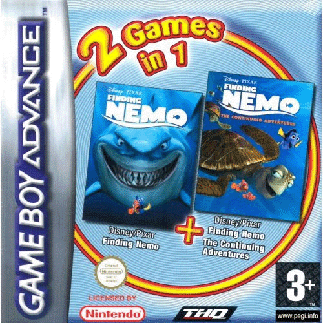 GAME BOY ADVANCE
2 Games
in 1
Disney · PIXAR
FINDING
NEMO
Disney · PIXAR
FINDING
NEMO
THE CONTINUING ADVENTURES
Disney/Pixar
Finding Nemo
+
Disney/Pixar
Finding Nemo
The Continuing
Adventures
LICENSED BY
Nintendo
THQ
3+
www.pegi.info